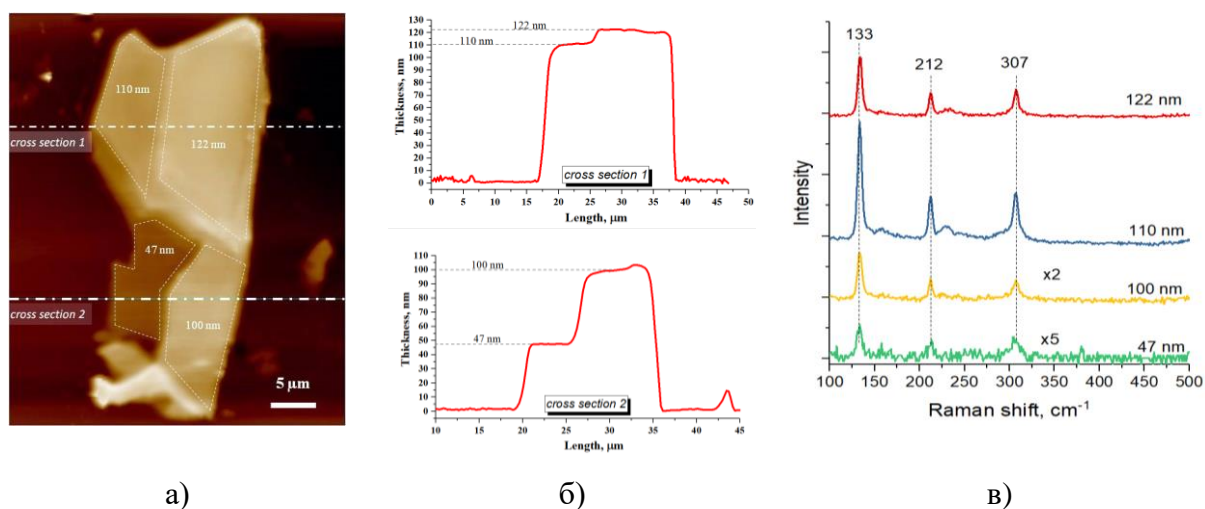 110 nm
122 nm
cross section 1
47 nm
100 nm
cross section 2
5 μm
а)
Thickness, nm
130
120
110
100
90
80
70
60
50
40
30
20
10
0
122 nm
110 nm
cross section 1
0 5 10 15 20 25 30 35 40 45 50
Length, μm
Thickness, nm
110
100
90
80
70
60
50
40
30
20
10
0
100 nm
47 nm
cross section 2
10 15 20 25 30 35 40 45
Length, μm
б)
133 212 307
Intensity
122 nm
110 nm
x2
100 nm
x5
47 nm
100 150 200 250 300 350 400 450 500
Raman shift, cm⁻¹
в)